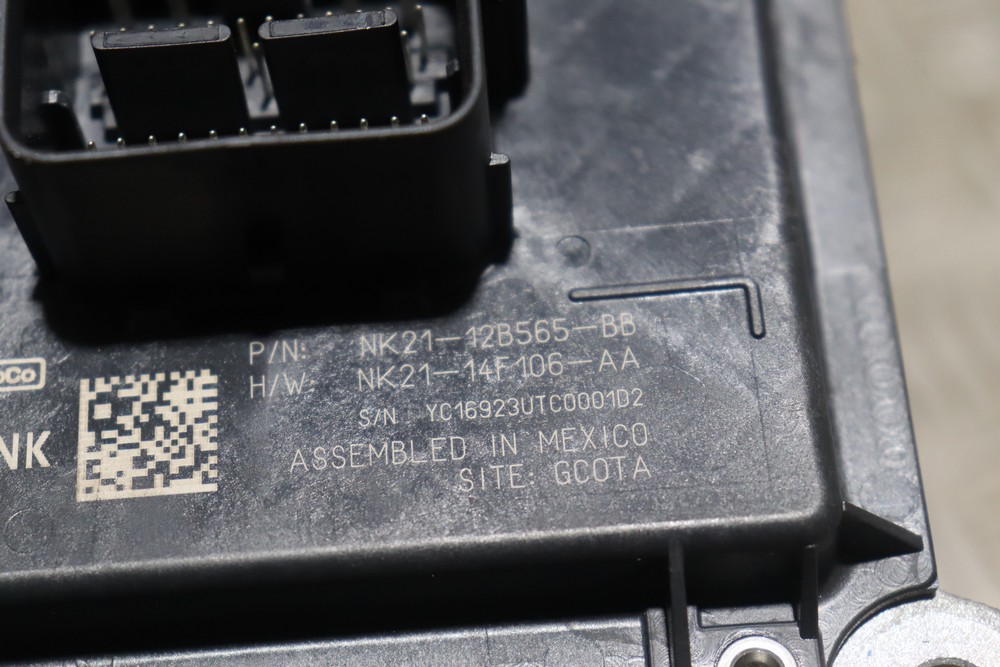 P/N: NK21-12B565-BB
H/W: NK21-14F106-AA
S/N YC16923UTC0001D2
ASSEMBLED IN MEXICO
SITE: GCOTA